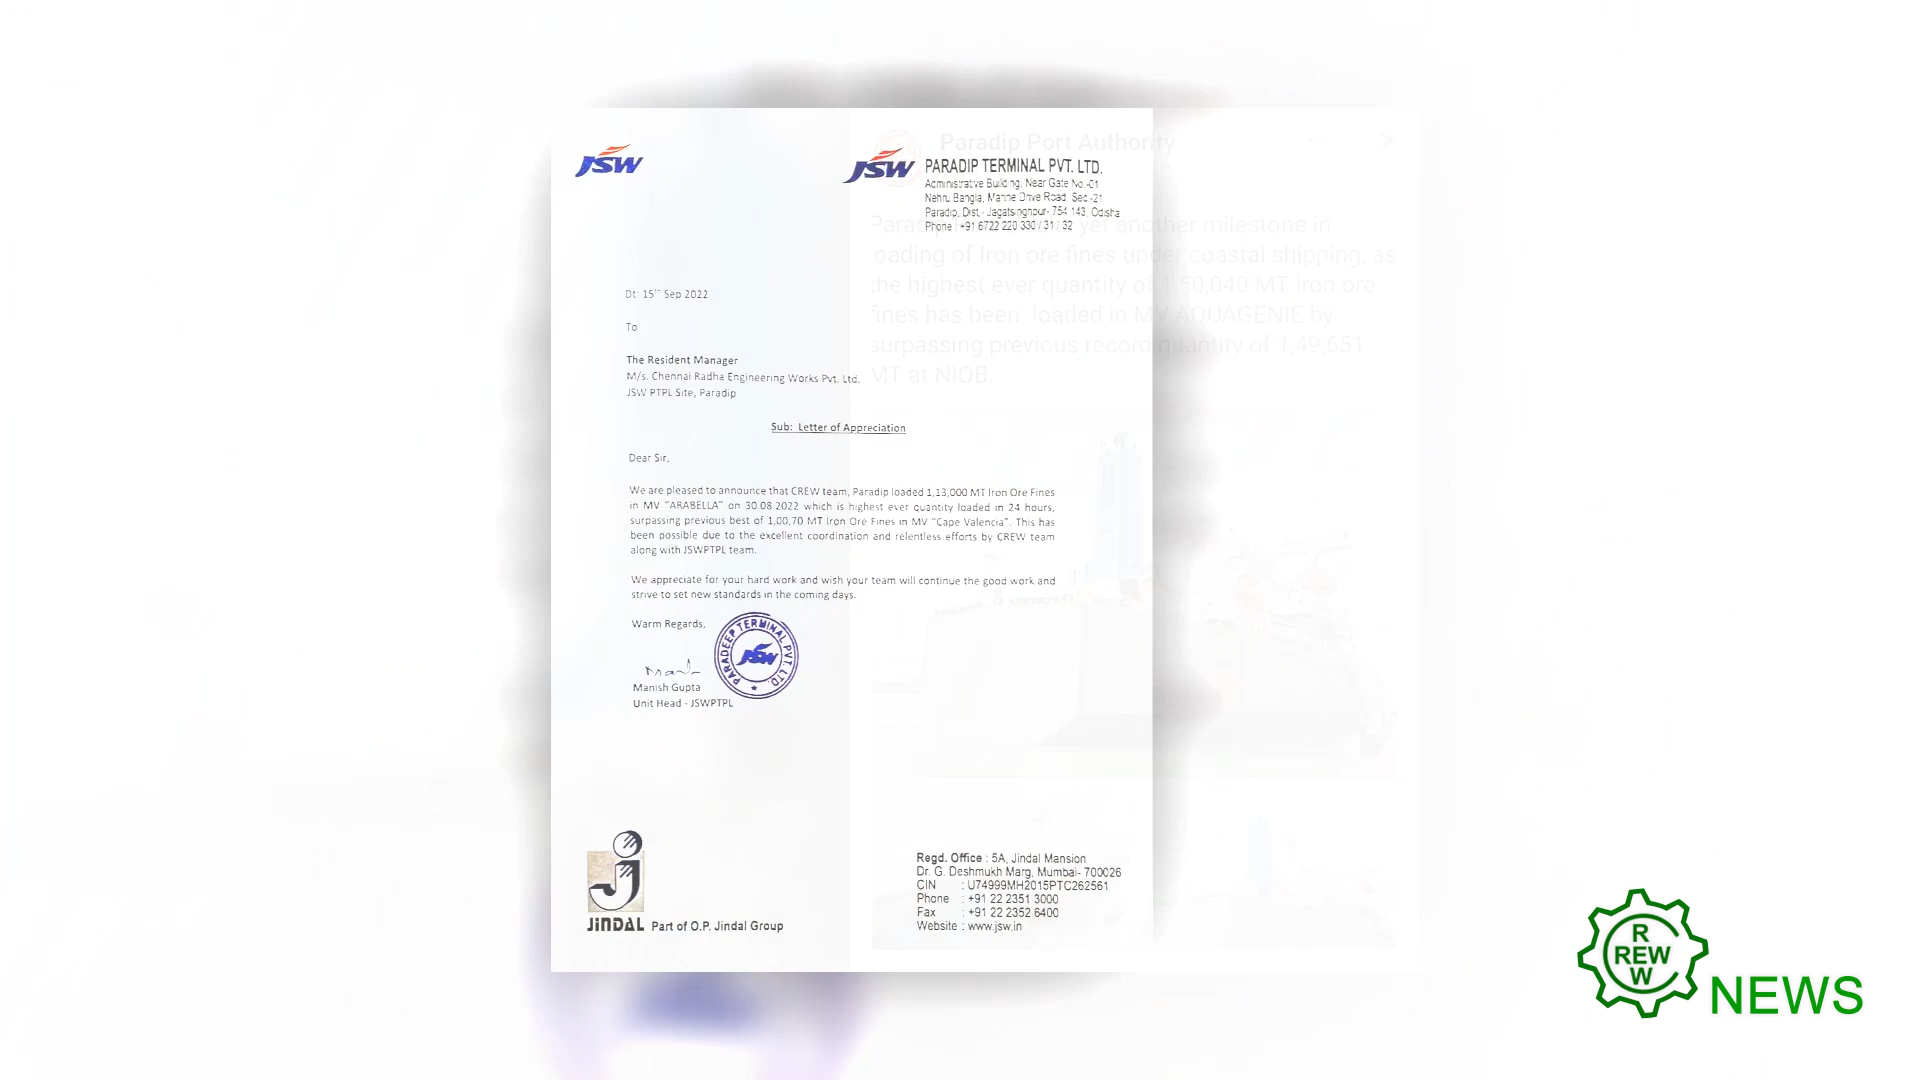 JSW
JSW PARADIP TERMINAL PVT. LTD.
Administrative Building, Near Gate No.-01
Nehru Bangla, Marine Drive Road, Sec.-21
Paradip, Dist.- Jagatsinghpur- 754 143, Odisha
Phone : +91 6722 220 330 / 31 / 32
Dt: 15th Sep 2022
To
The Resident Manager
M/s. Chennai Radha Engineering Works Pvt. Ltd.
JSW PTPL Site, Paradip
Sub: Letter of Appreciation
Dear Sir,
We are pleased to announce that CREW team, Paradip loaded 1,13,000 MT Iron Ore Fines
in MV “ARABELLA” on 30.08.2022 which is highest ever quantity loaded in 24 hours,
surpassing previous best of 1,00,70 MT Iron Ore Fines in MV “Cape Valencia”. This has
been possible due to the excellent coordination and relentless efforts by CREW team
along with JSWPTPL team.
We appreciate for your hard work and wish your team will continue the good work and
strive to set new standards in the coming days.
Warm Regards,
PARADEEP TERMINAL PVT. LTD.
JSW
Manish Gupta
Unit Head - JSWPTPL
JINDAL Part of O.P. Jindal Group
Regd. Office : 5A, Jindal Mansion
Dr. G. Deshmukh Marg, Mumbai- 700026
CIN : U74999MH2015PTC262561
Phone : +91 22 2351 3000
Fax : +91 22 2352 6400
Website : www.jsw.in
Paradip Port Authority
yet another milestone in
loading of Iron ore fines under coastal shipping, as
the highest ever quantity of 1,50,040 MT Iron ore
fines has been loaded in MV AQUAGENIE by
surpassing previous record quantity of 1,49,651
MT at NIOB.
R
REW
W
NEWS